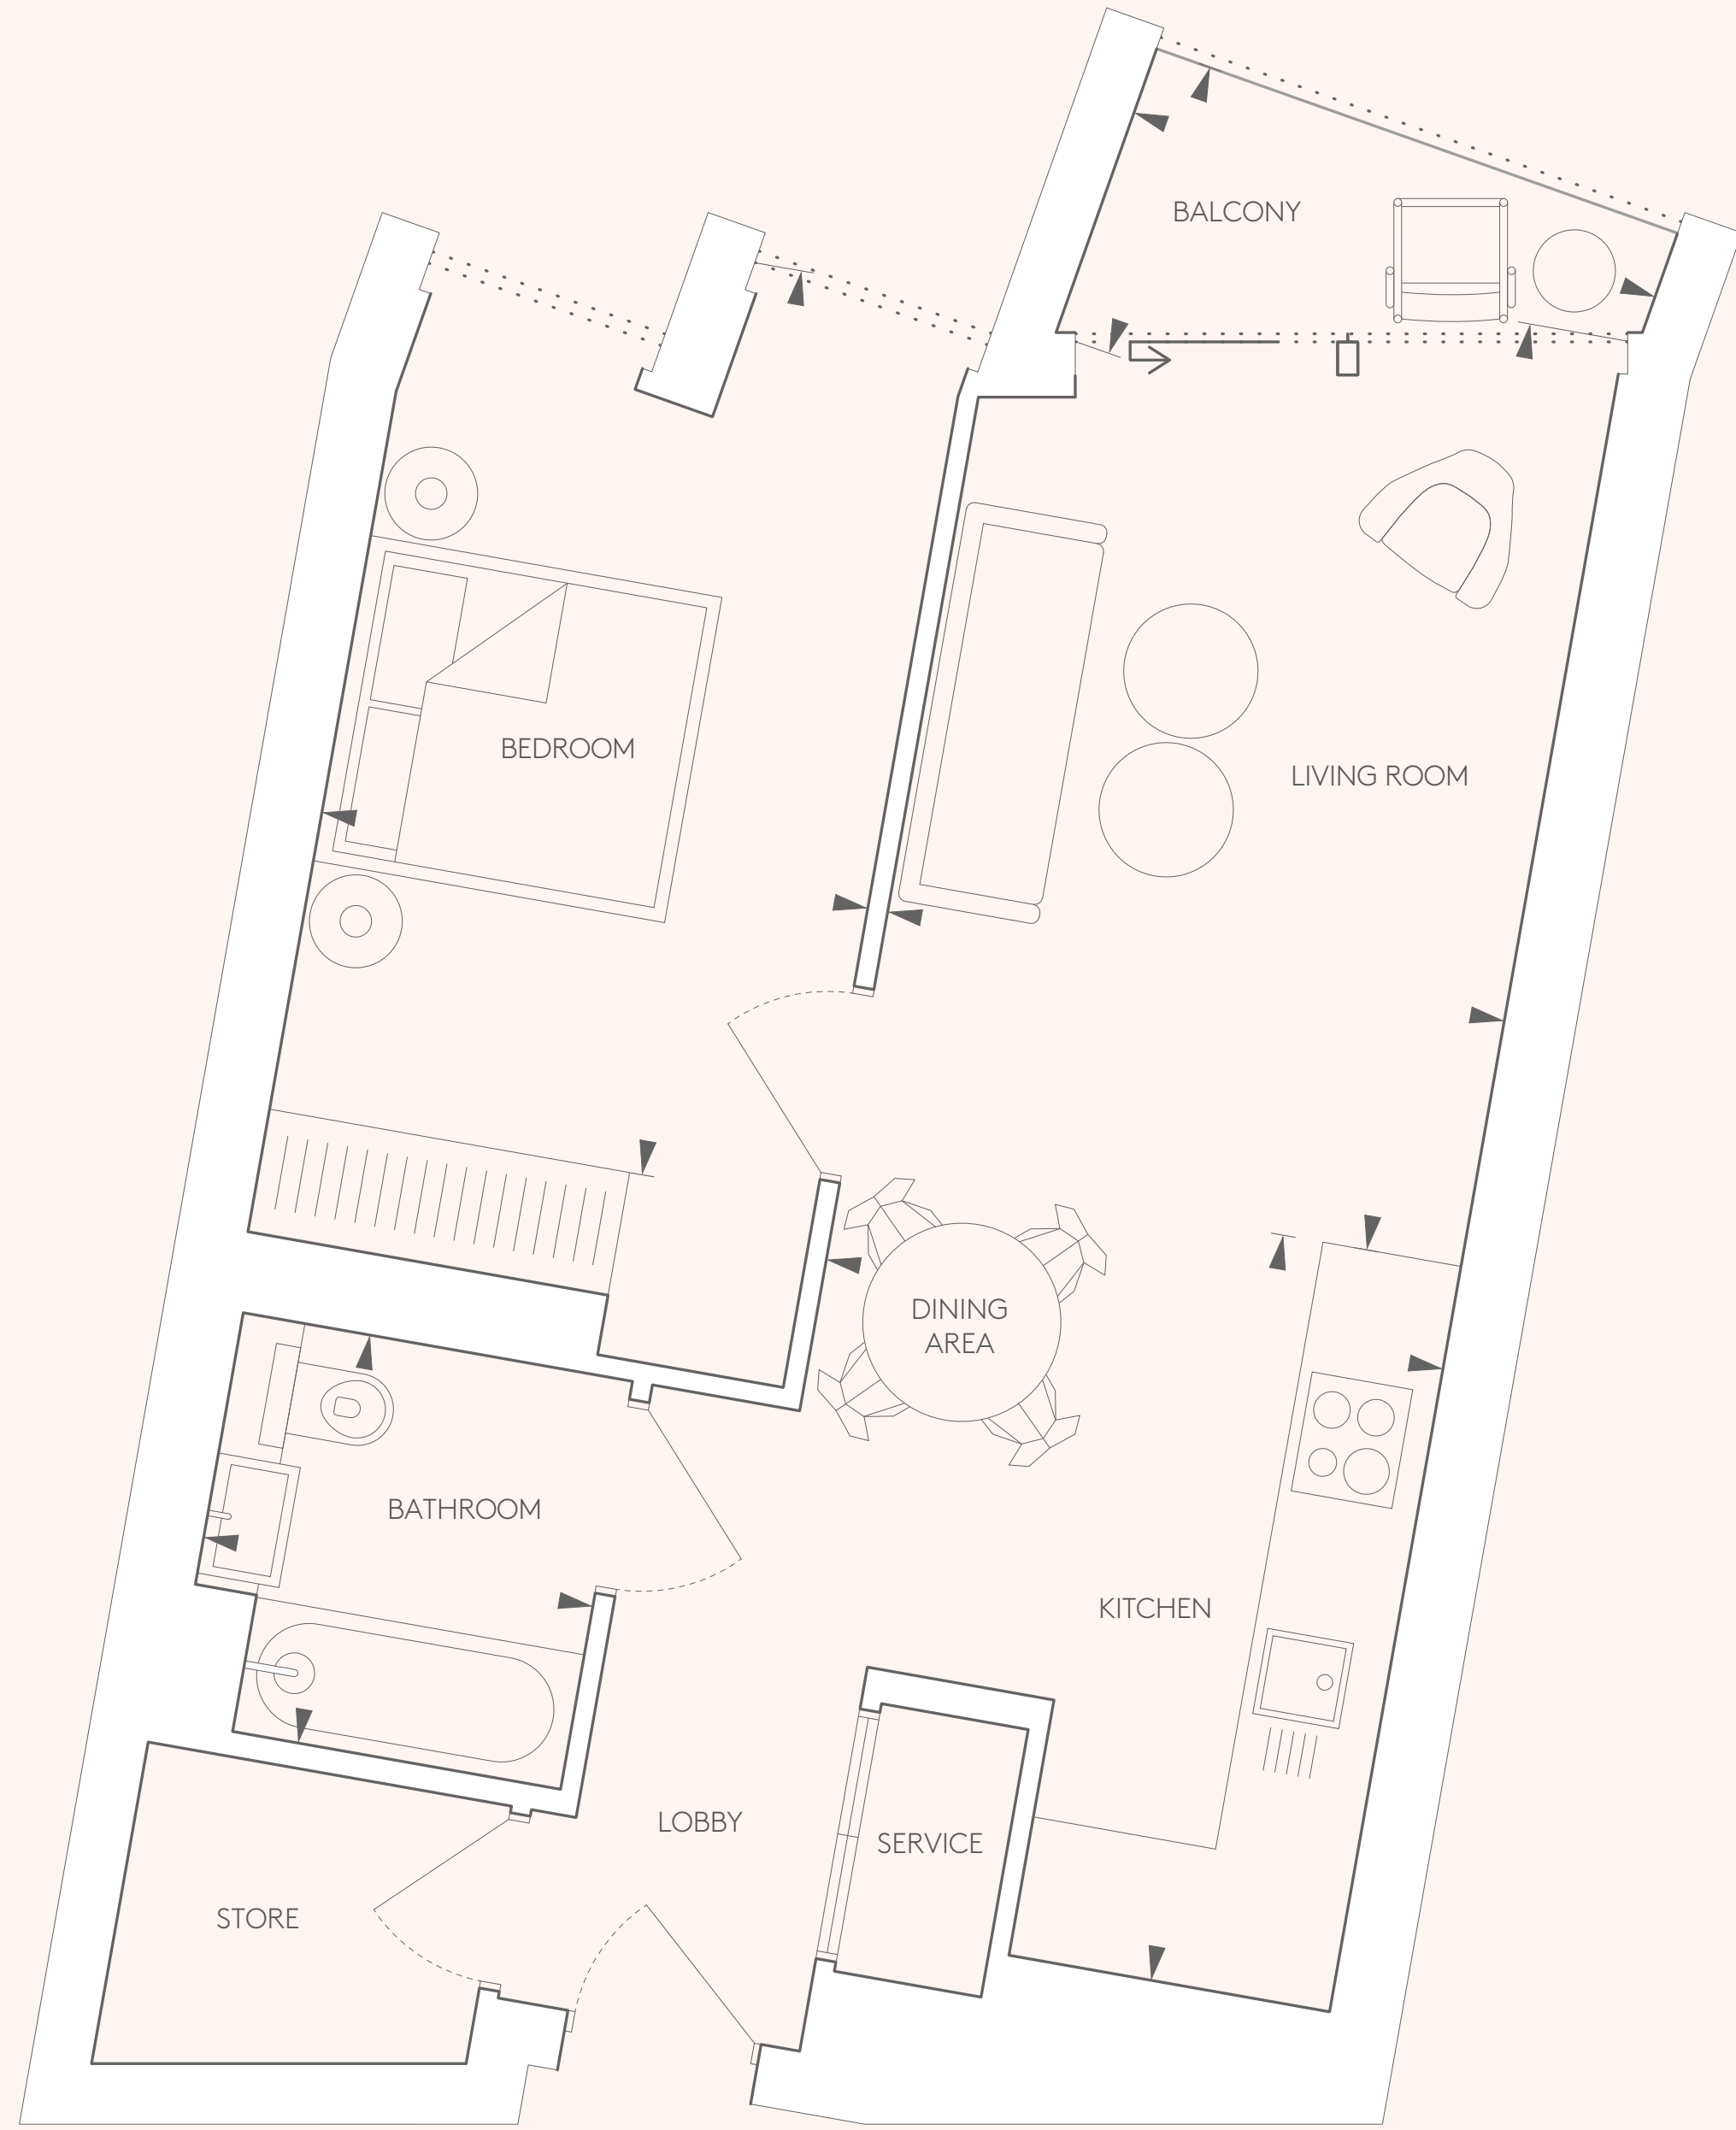 BALCONY
BEDROOM
LIVING ROOM
DINING
AREA
BATHROOM
KITCHEN
LOBBY
SERVICE
STORE